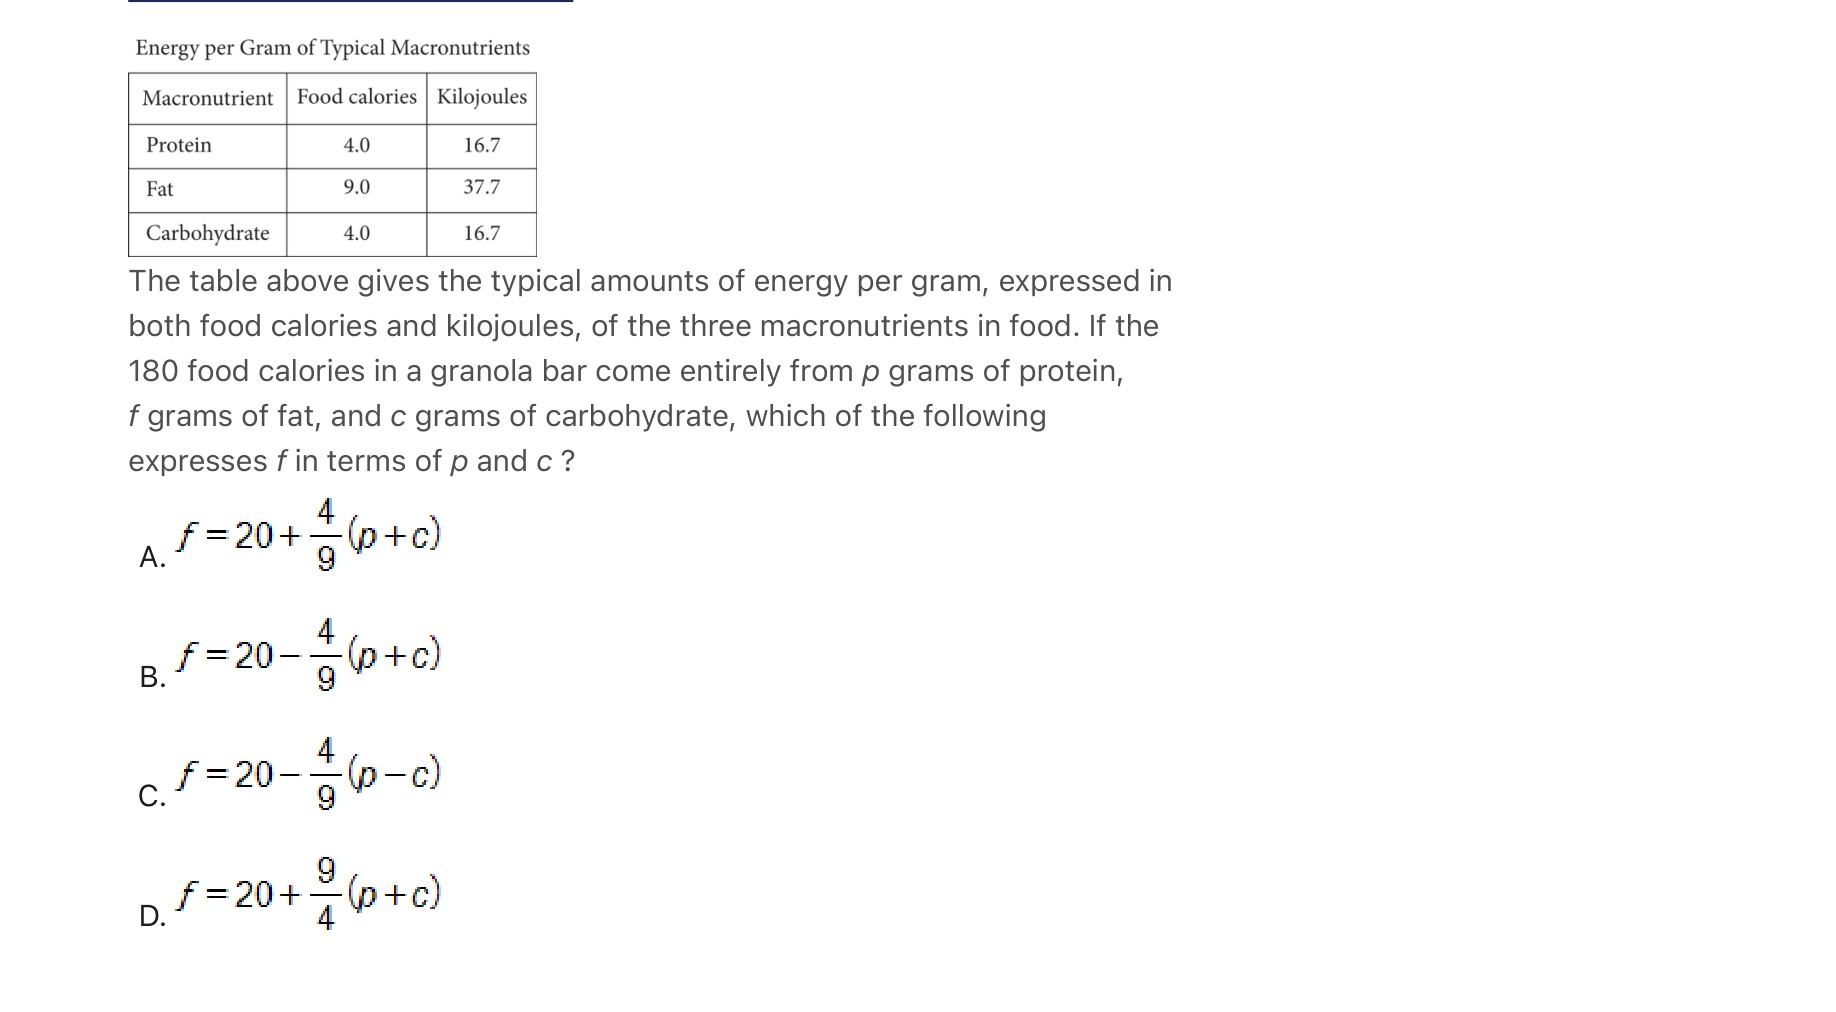 Energy per Gram of Typical Macronutrients
Macronutrient Food calories Kilojoules
Protein 4.0 16.7
Fat 9.0 37.7
Carbohydrate 4.0 16.7
The table above gives the typical amounts of energy per gram, expressed in
both food calories and kilojoules, of the three macronutrients in food. If the
180 food calories in a granola bar come entirely from p grams of protein,
f grams of fat, and c grams of carbohydrate, which of the following
expresses f in terms of p and c ?
A. f = 20 + 4/9 (p + c)
B. f = 20 − 4/9 (p + c)
C. f = 20 − 4/9 (p − c)
D. f = 20 + 9/4 (p + c)